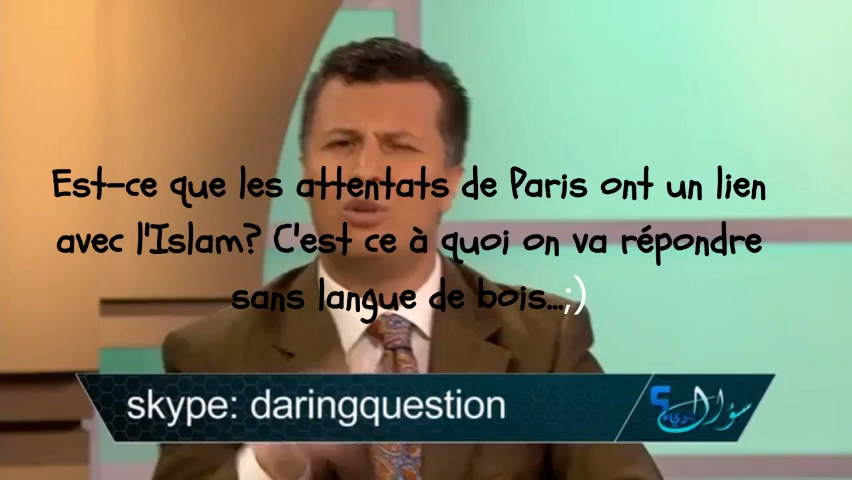 Est-ce que les attentats de Paris ont un lien
avec l'Islam? C'est ce à quoi on va répondre
sans langue de bois...;)
skype: daringquestion
سؤال جريء